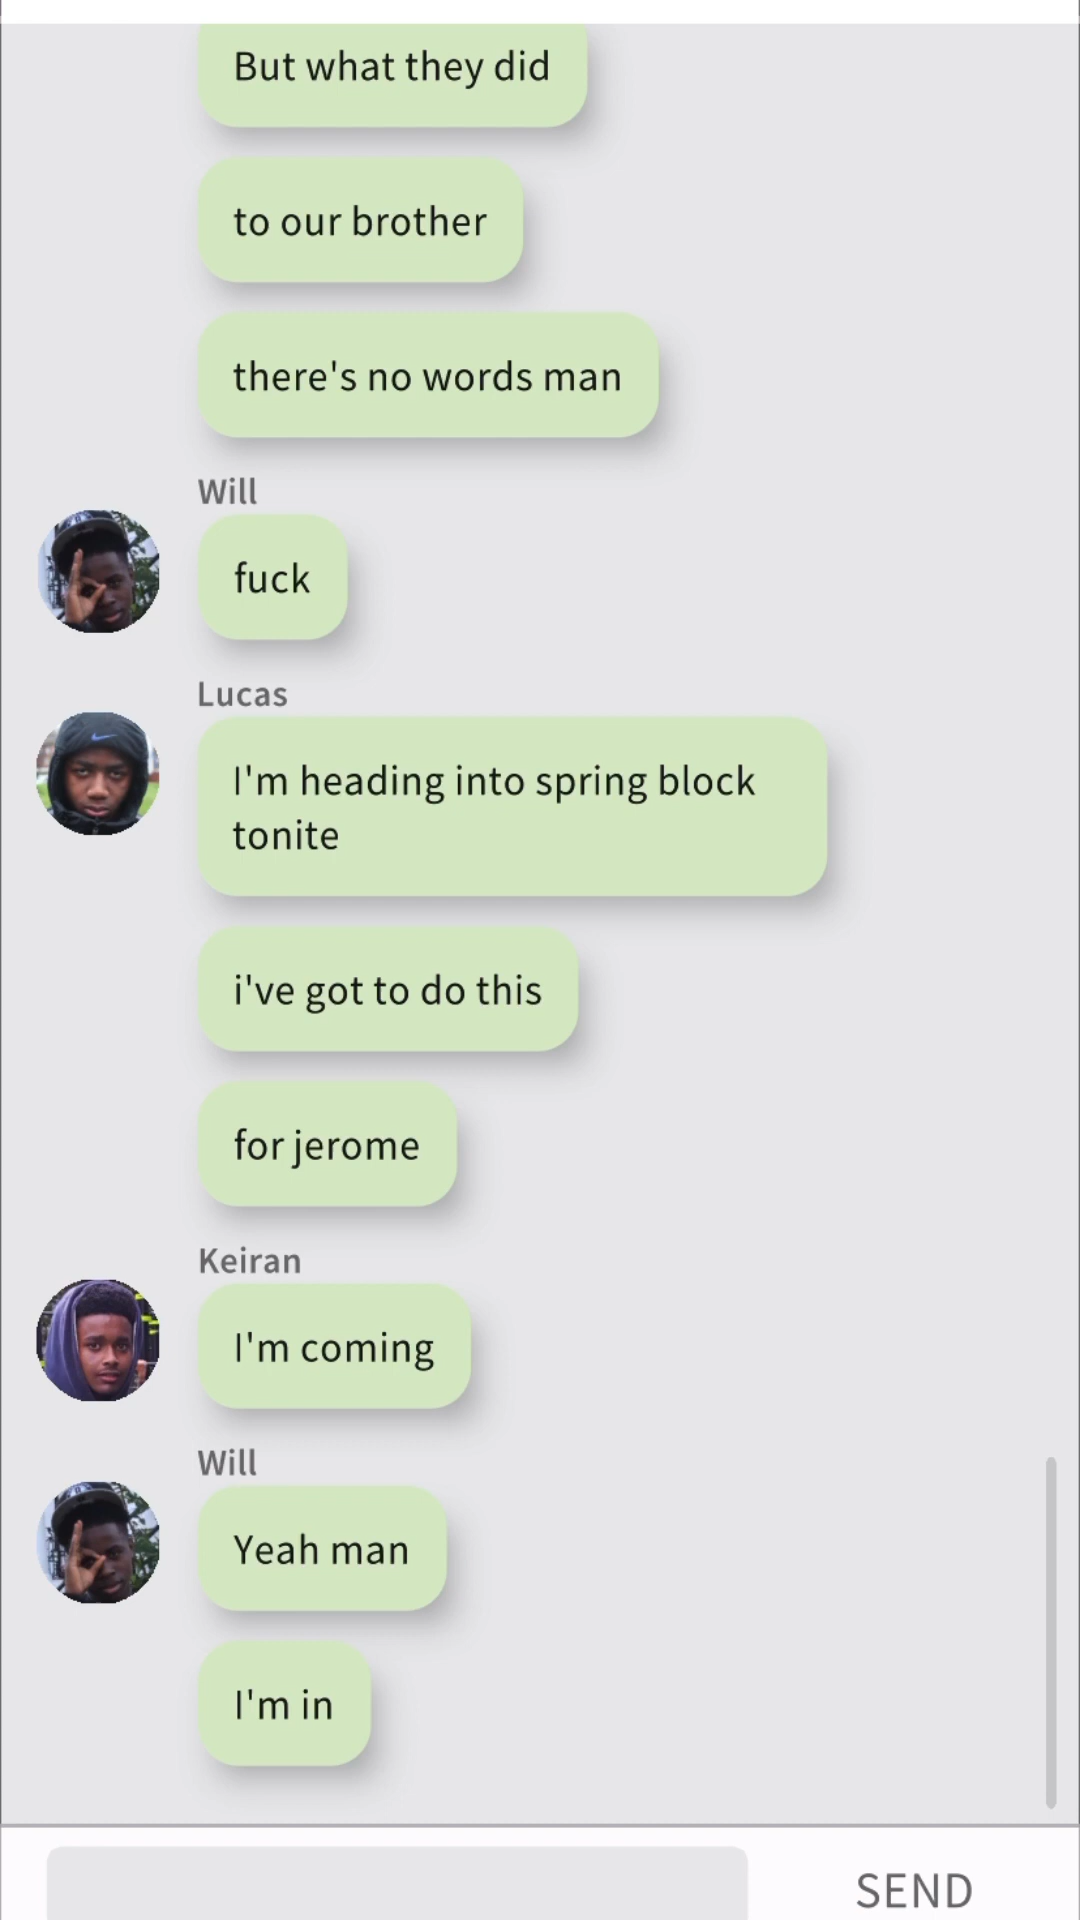 But what they did
to our brother
there's no words man
Will
fuck
Lucas
I'm heading into spring block
tonite
i've got to do this
for jerome
Keiran
I'm coming
Will
Yeah man
I'm in
SEND